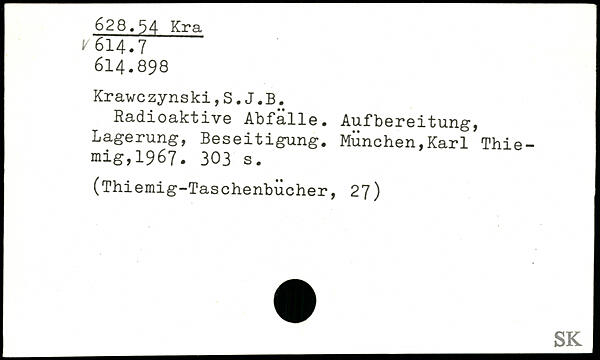 628.54 Kra
√614.7
614.898
Krawczynski,S.J.B.
Radioaktive Abfälle. Aufbereitung,
Lagerung, Beseitigung. München,Karl Thie-
mig,1967. 303 s.
(Thiemig-Taschenbücher, 27)
SK